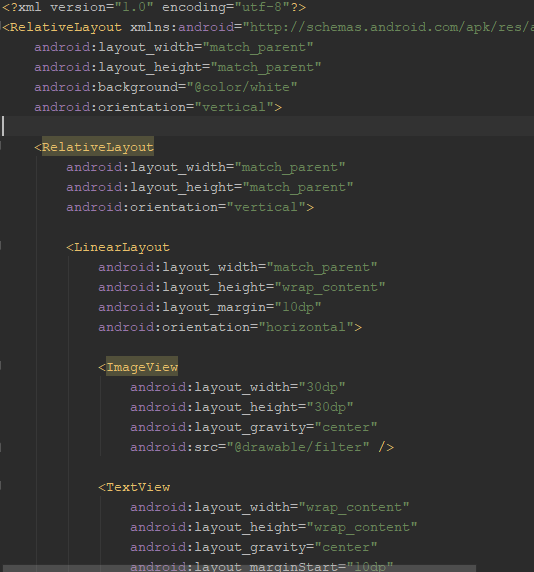 <?xml version="1.0" encoding="utf-8"?>
<RelativeLayout xmlns:android="http://schemas.android.com/apk/res/
    android:layout_width="match_parent"
    android:layout_height="match_parent"
    android:background="@color/white"
    android:orientation="vertical">
    <RelativeLayout
        android:layout_width="match_parent"
        android:layout_height="match_parent"
        android:orientation="vertical">
        <LinearLayout
            android:layout_width="match_parent"
            android:layout_height="wrap_content"
            android:layout_margin="10dp"
            android:orientation="horizontal">
            <ImageView
                android:layout_width="30dp"
                android:layout_height="30dp"
                android:layout_gravity="center"
                android:src="@drawable/filter" />
            <TextView
                android:layout_width="wrap_content"
                android:layout_height="wrap_content"
                android:layout_gravity="center"
                android:layout_marginStart="10dp"